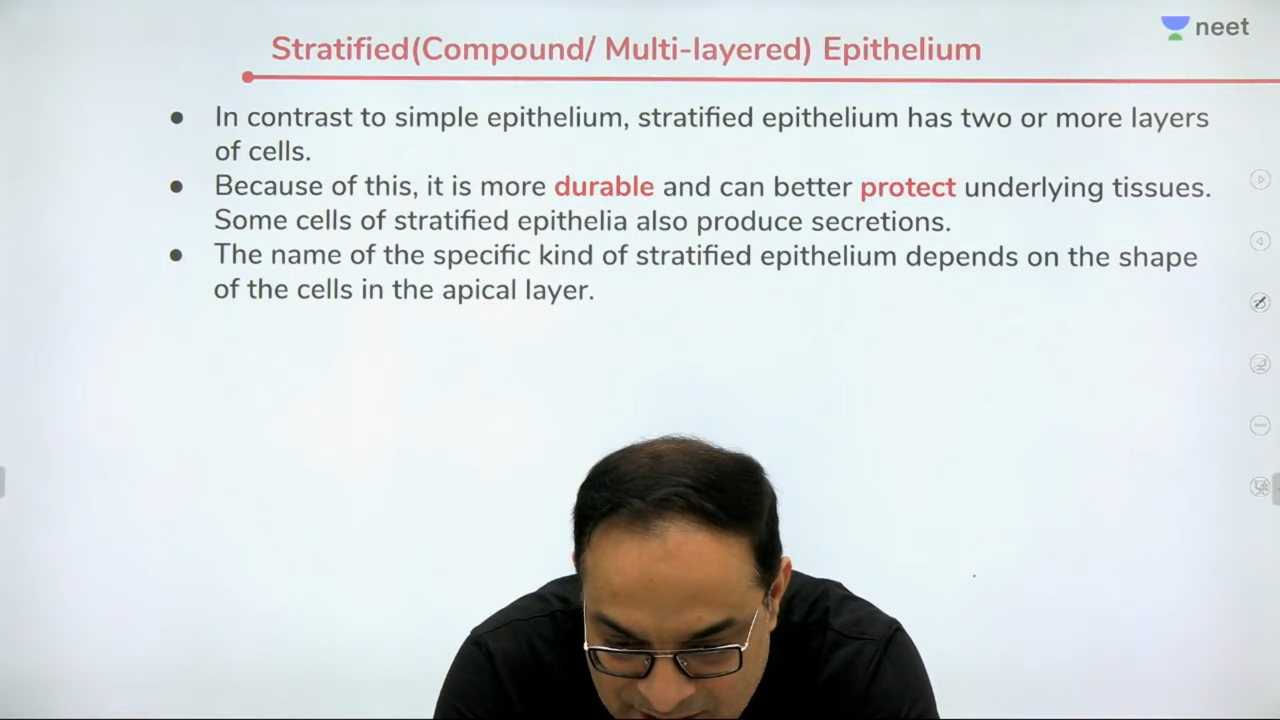 neet
Stratified(Compound/ Multi-layered) Epithelium
● In contrast to simple epithelium, stratified epithelium has two or more layers
of cells.
● Because of this, it is more durable and can better protect underlying tissues.
Some cells of stratified epithelia also produce secretions.
● The name of the specific kind of stratified epithelium depends on the shape
of the cells in the apical layer.